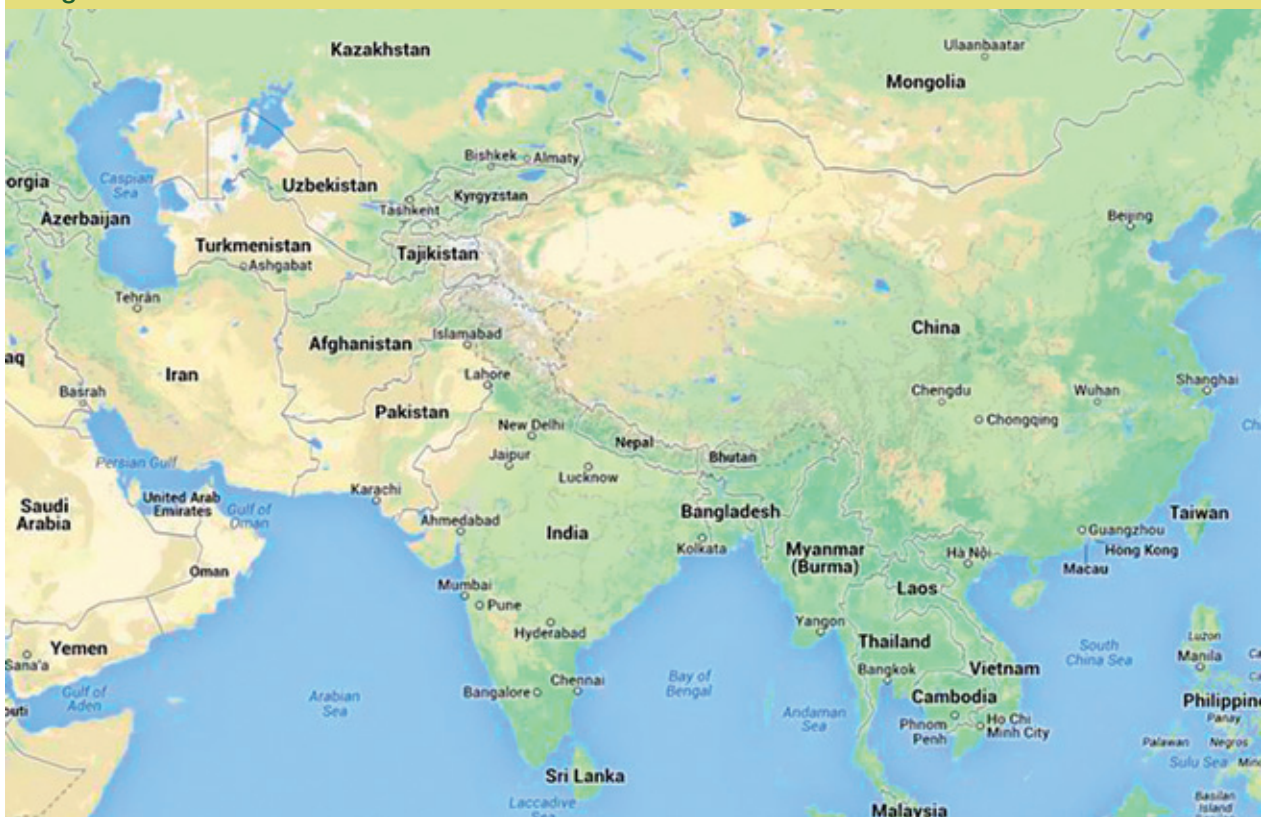 Ulaanbaatar
Kazakhstan
Mongolia
Bishkek
Almaty
Caspian
Sea
orgia
Uzbekistan
Kyrgyzstan
Azerbaijan
Tashkent
Beijing
Turkmenistan
Tajikistan
Ashgabat
Tehran
China
Islamabad
Afghanistan
aq
Iran
Lahore
Basrah
Chengdu
Wuhan
Shanghai
Pakistan
Chongqing
New Delhi
Nepal
Bhutan
Jaipur
Persian Gulf
Lucknow
Karachi
United Arab
Emirates
Gulf of
Oman
Saudi
Arabia
Bangladesh
Taiwan
Ahmedabad
India
Guangzhou
Kolkata
Myanmar
(Burma)
Hà Nội
Hong Kong
Macau
Oman
Laos
Mumbai
Pune
Yangon
Hyderabad
Luzon
Yemen
Thailand
South
China Sea
Manila
Sana'a
Bangkok
Vietnam
Bay of
Bengal
Chennai
Bangalore
Gulf of
Aden
Arabian
Sea
Cambodia
Philippine
Andaman
Sea
Phnom
Penh
Ho Chi
Minh City
Panay
outi
Palawan
Negros
Sulu Sea
Sri Lanka
Laccadive
Basilan
Island
Malaysia